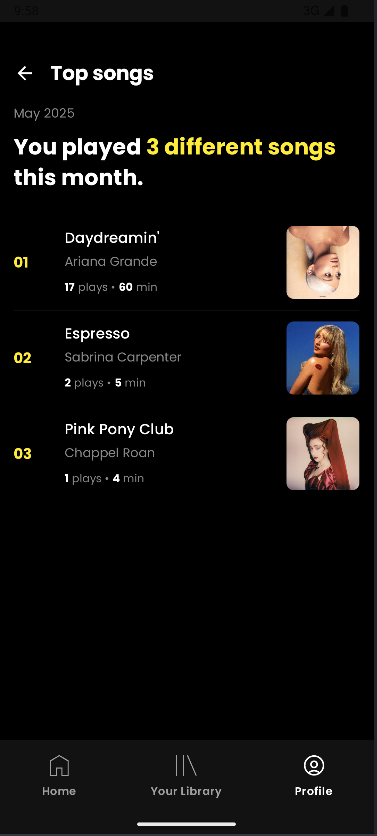 9:58
3G
Top songs
May 2025
You played 3 different songs
this month.
01
Daydreamin'
Ariana Grande
17 plays • 60 min
02
Espresso
Sabrina Carpenter
2 plays • 5 min
03
Pink Pony Club
Chappel Roan
1 plays • 4 min
Home
Your Library
Profile